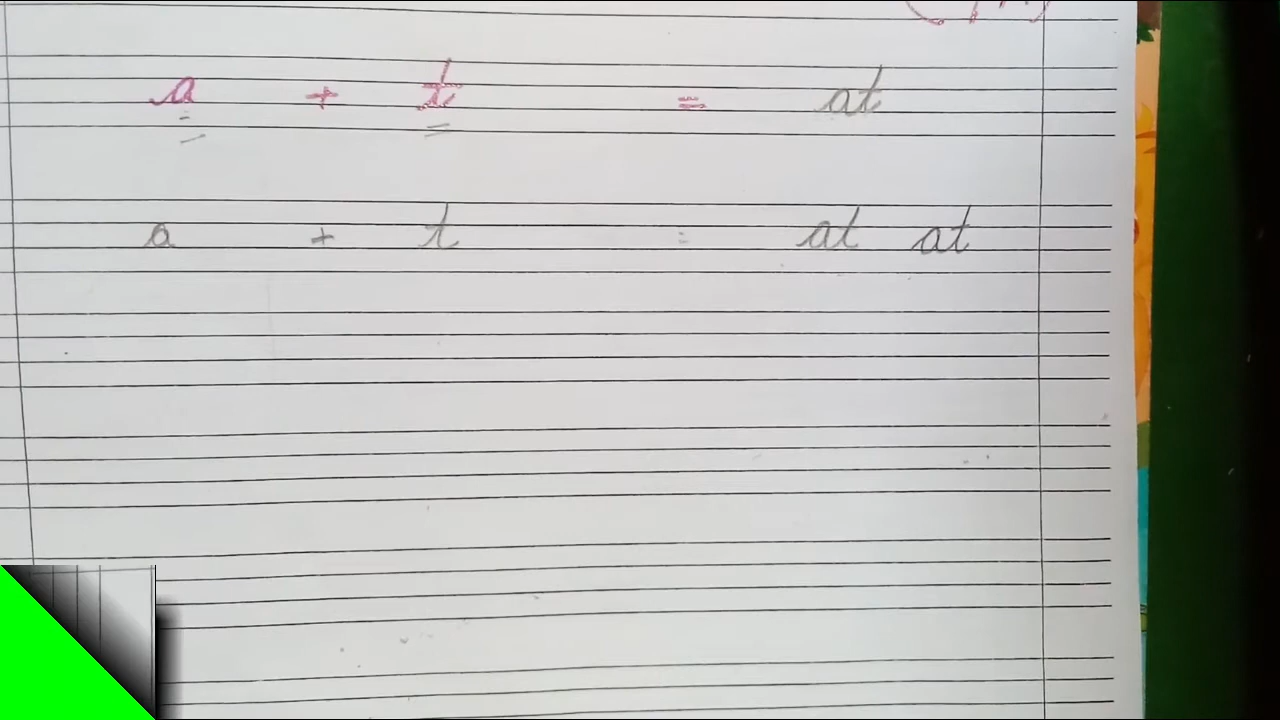 a + t = at
a + t = at at